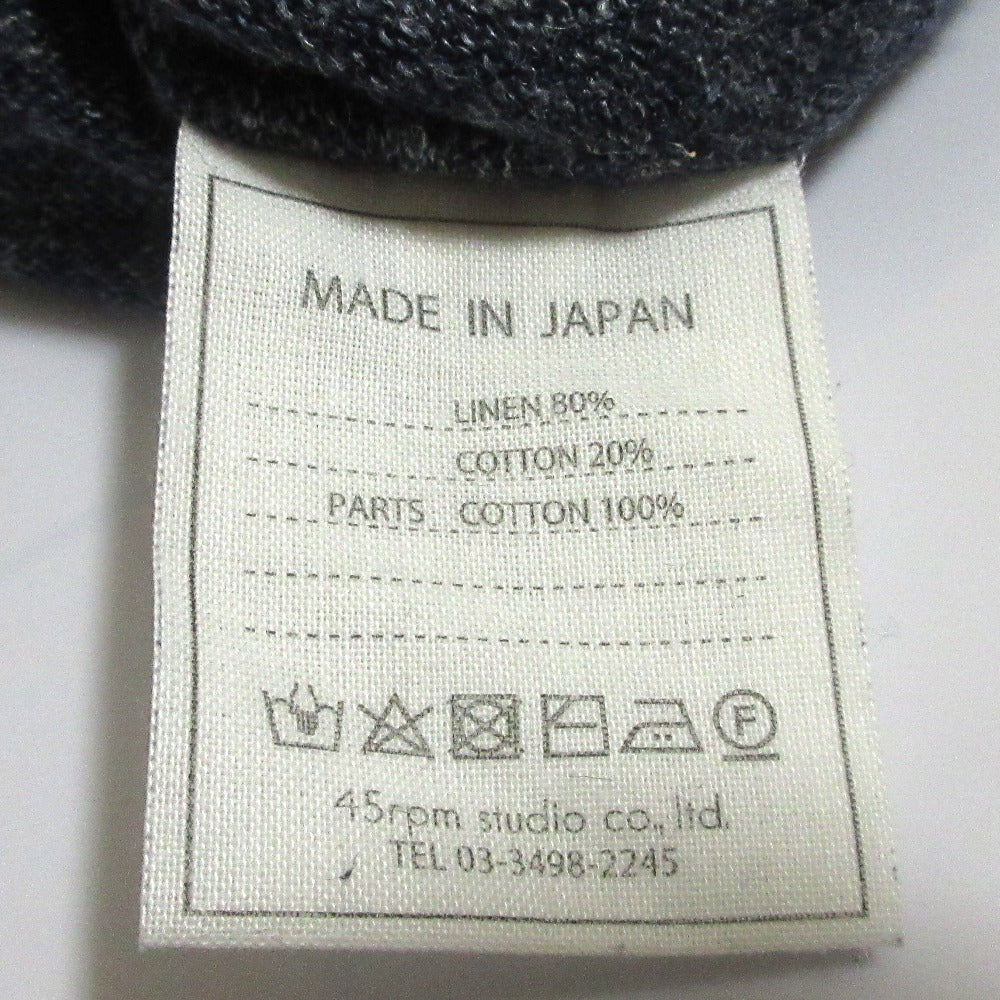 MADE IN JAPAN
LINEN 80%
COTTON 20%
PARTS COTTON 100%
F
45rpm studio co., ltd.
TEL 03-3498-2245